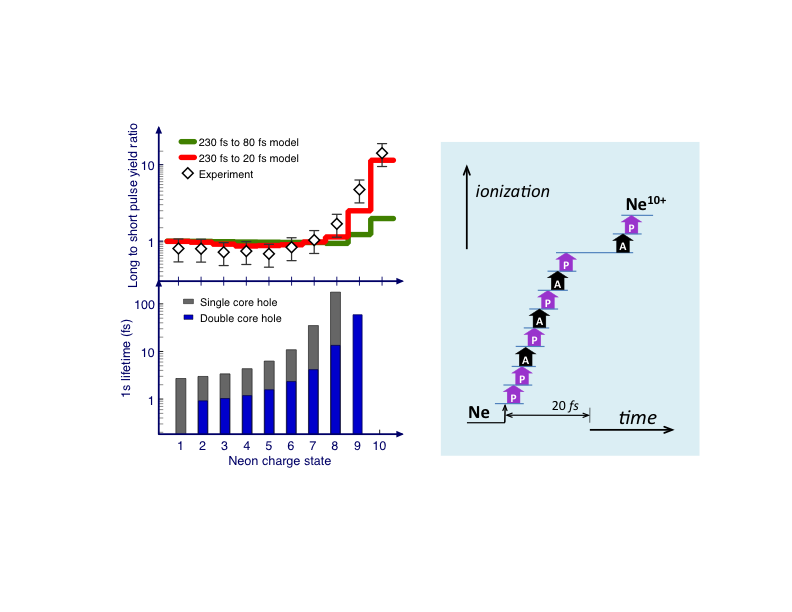 Long to short pulse yield ratio
230 fs to 80 fs model
230 fs to 20 fs model
Experiment
10
1
1s lifetime (fs)
Single core hole
Double core hole
100
10
1
1 2 3 4 5 6 7 8 9 10
Neon charge state
ionization
Ne10+
P
A
P
A
P
A
P
A
P
P
20 fs
Ne
time